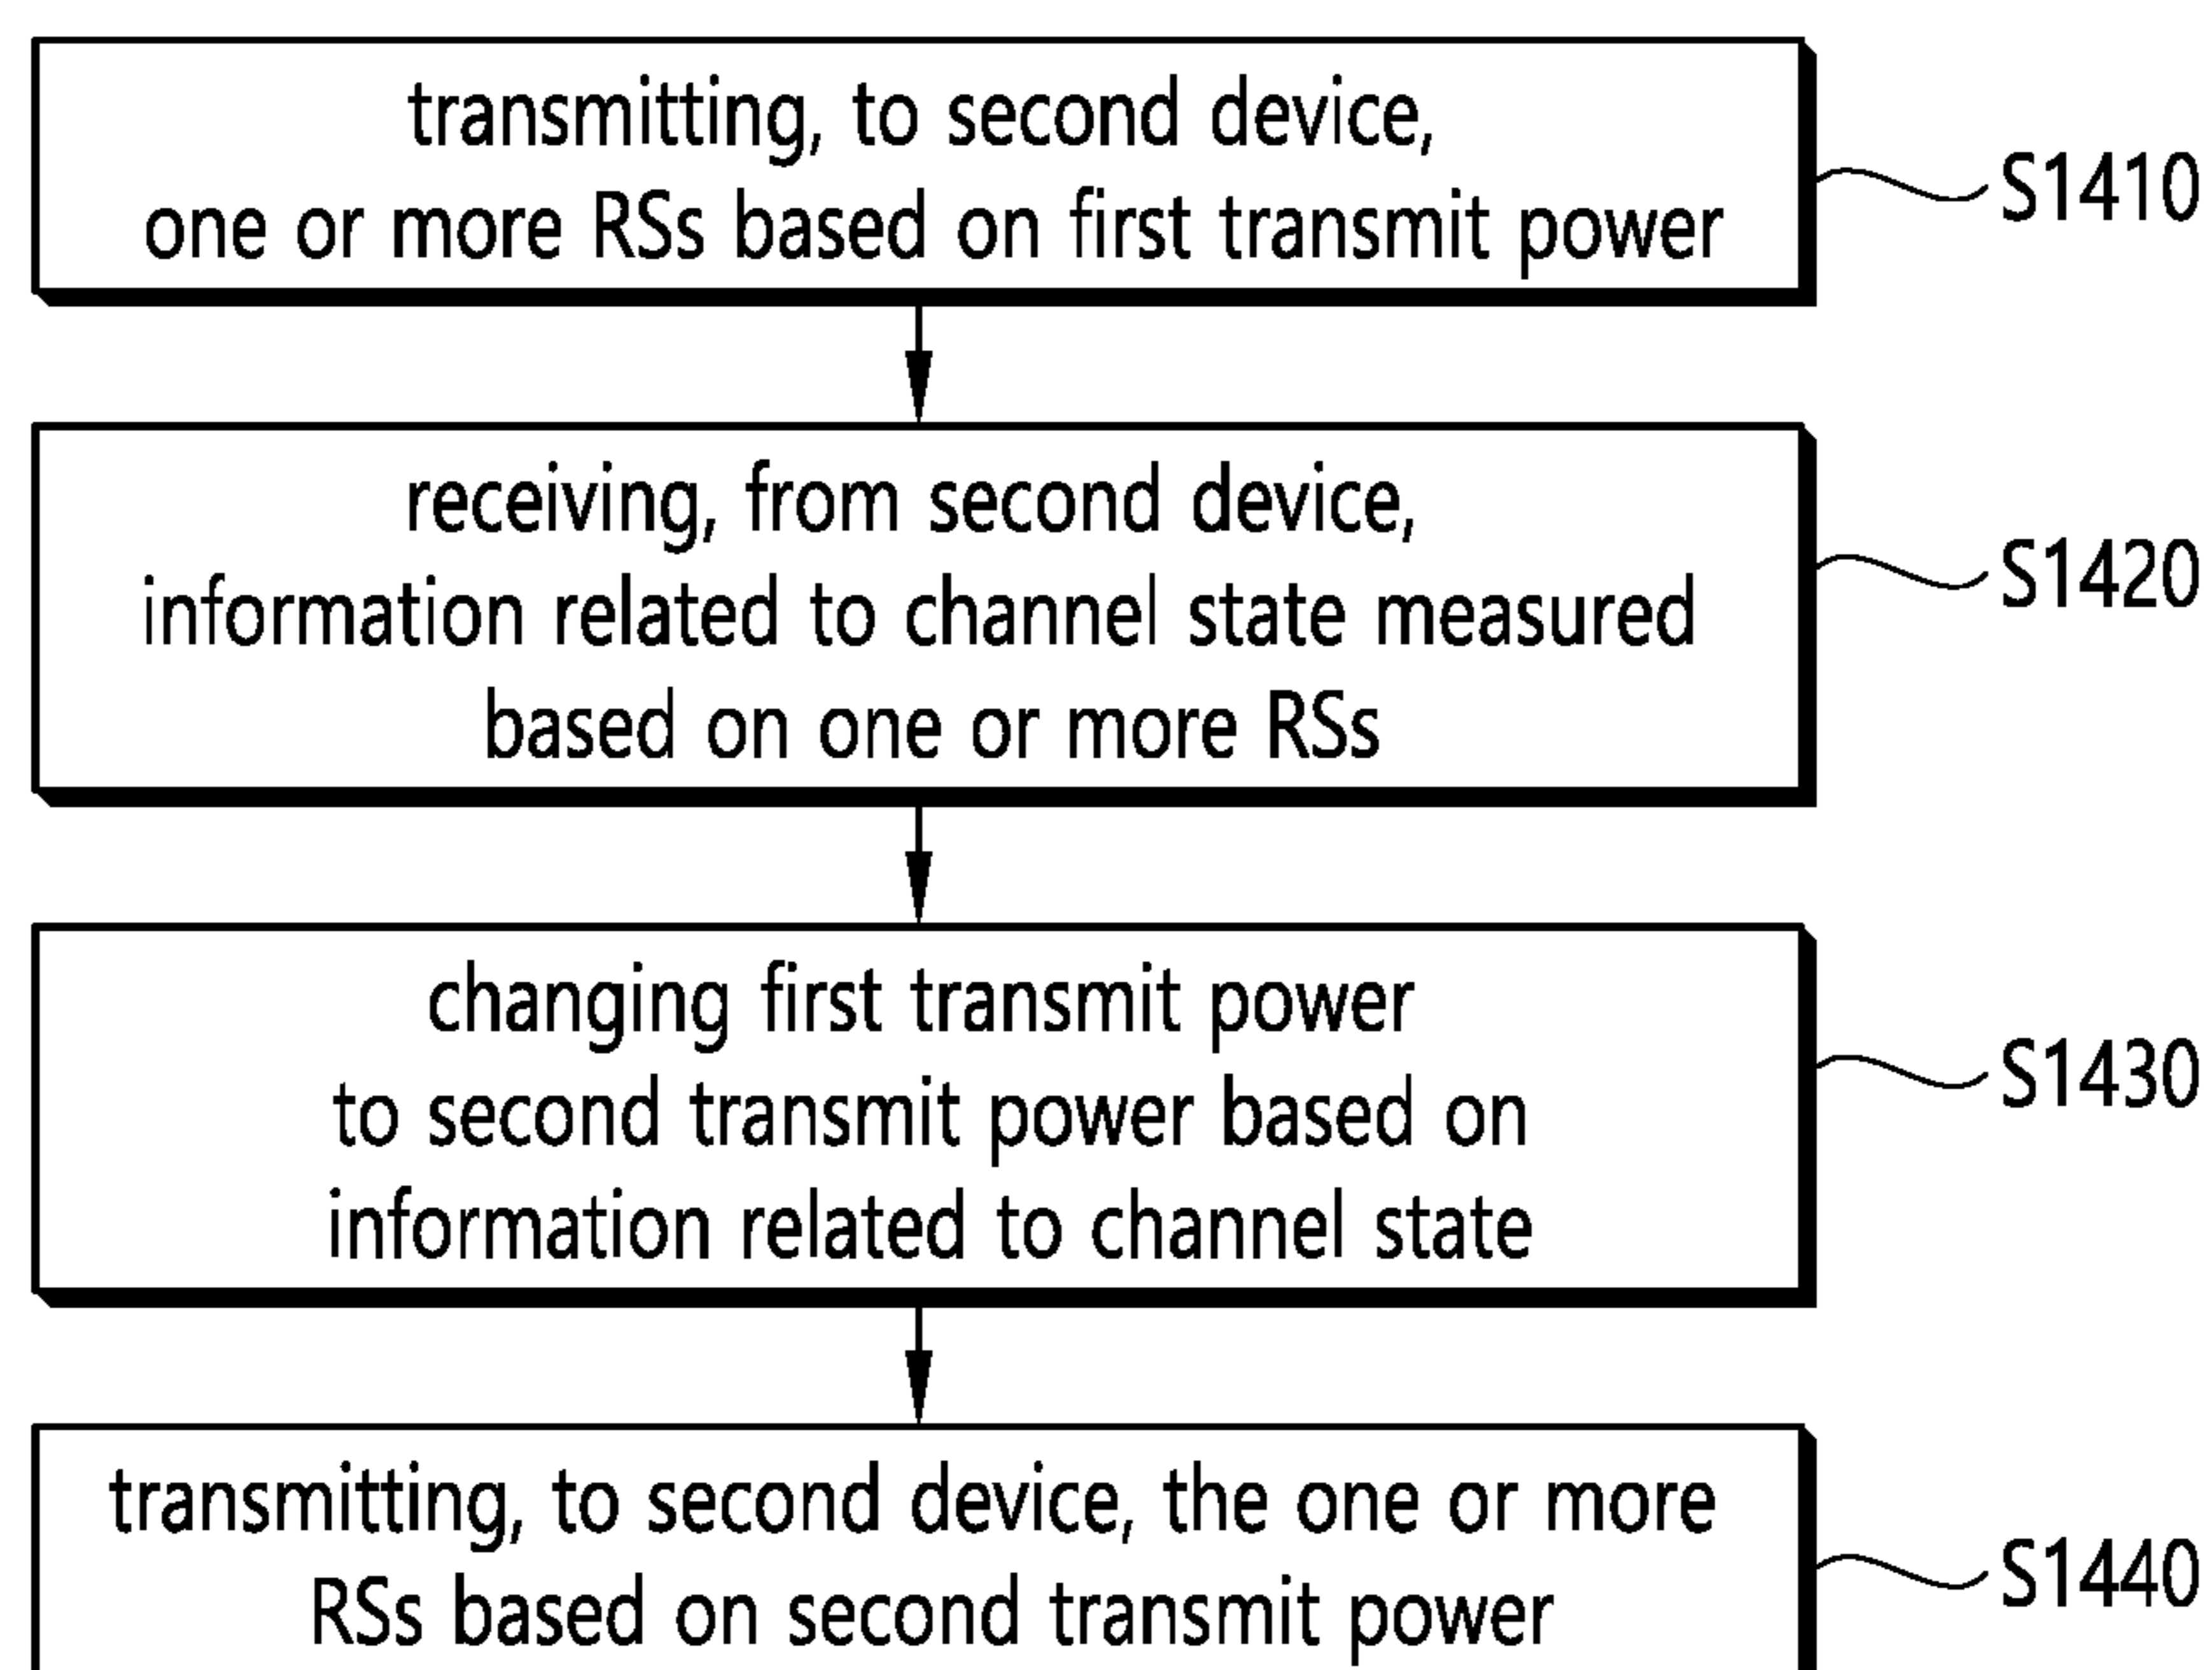 transmitting, to second device,
one or more RSs based on first transmit power
S1410
receiving, from second device,
information related to channel state measured
based on one or more RSs
S1420
changing first transmit power
to second transmit power based on
information related to channel state
S1430
transmitting, to second device, the one or more
RSs based on second transmit power
S1440